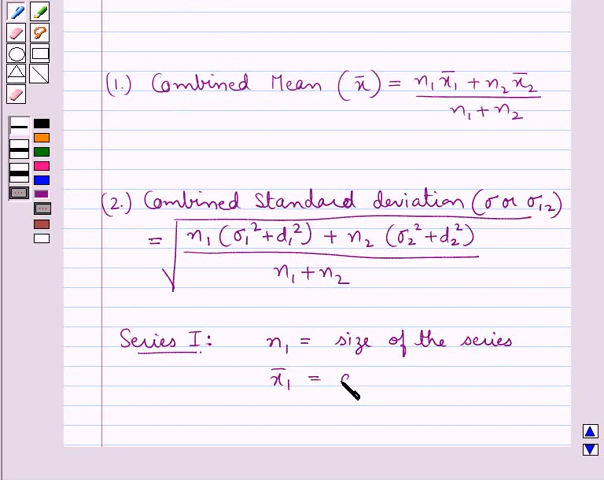 (1.) Combined Mean (x̄) = n₁x̄₁ + n₂x̄₂ / n₁ + n₂
(2.) Combined Standard deviation (σ or σ₁₂)
= √ n₁ (σ₁² + d₁²) + n₂ (σ₂² + d₂²) / n₁ + n₂
Series I : n₁ = size of the series
x̄₁ =